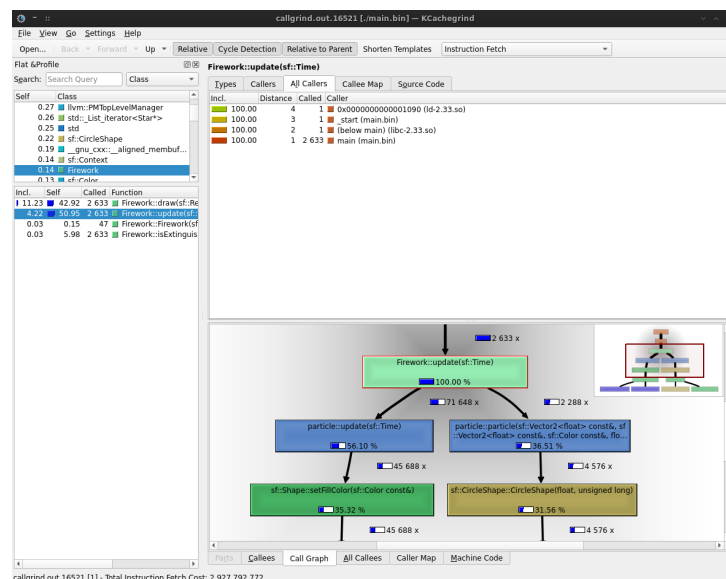 callgrind.out.16521 [./main.bin] — KCachegrind
File View Go Settings Help
Open... Back Forward Up Relative Cycle Detection Relative to Parent Shorten Templates Instruction Fetch
Flat &Profile
Search: Search Query Class
Self Class
0.27 llvm::PMTopLevelManager
0.26 std::_List_iterator<Star*>
0.25 std
0.22 sf::CircleShape
0.19 __gnu_cxx::__aligned_membuf...
0.14 sf::Context
0.14 Firework
0.13 sf::Color
Incl. Self Called Function
11.23 42.92 2 633 Firework::draw(sf::Re
4.22 50.95 2 633 Firework::update(sf::
0.03 0.15 47 Firework::Firework(sf
0.03 5.98 2 633 Firework::isExtinguis
Firework::update(sf::Time)
Types Callers All Callers Callee Map Source Code
Incl. Distance Called Caller
100.00 4 1 0x0000000000001090 (ld-2.33.so)
100.00 3 1 _start (main.bin)
100.00 2 1 (below main) (libc-2.33.so)
100.00 1 2 633 main (main.bin)
2 633 x
Firework::update(sf::Time)
100.00 %
71 648 x
2 288 x
particle::update(sf::Time)
56.10 %
particle::particle(sf::Vector2<float> const&, sf
::Vector2<float> const&, sf::Color const&, flo...
36.51 %
45 688 x
4 576 x
sf::Shape::setFillColor(sf::Color const&)
35.32 %
sf::CircleShape::CircleShape(float, unsigned long)
31.56 %
45 688 x
4 576 x
Parts Callees Call Graph All Callees Caller Map Machine Code
callgrind.out.16521 [1] - Total Instruction Fetch Cost: 2 927 792 772